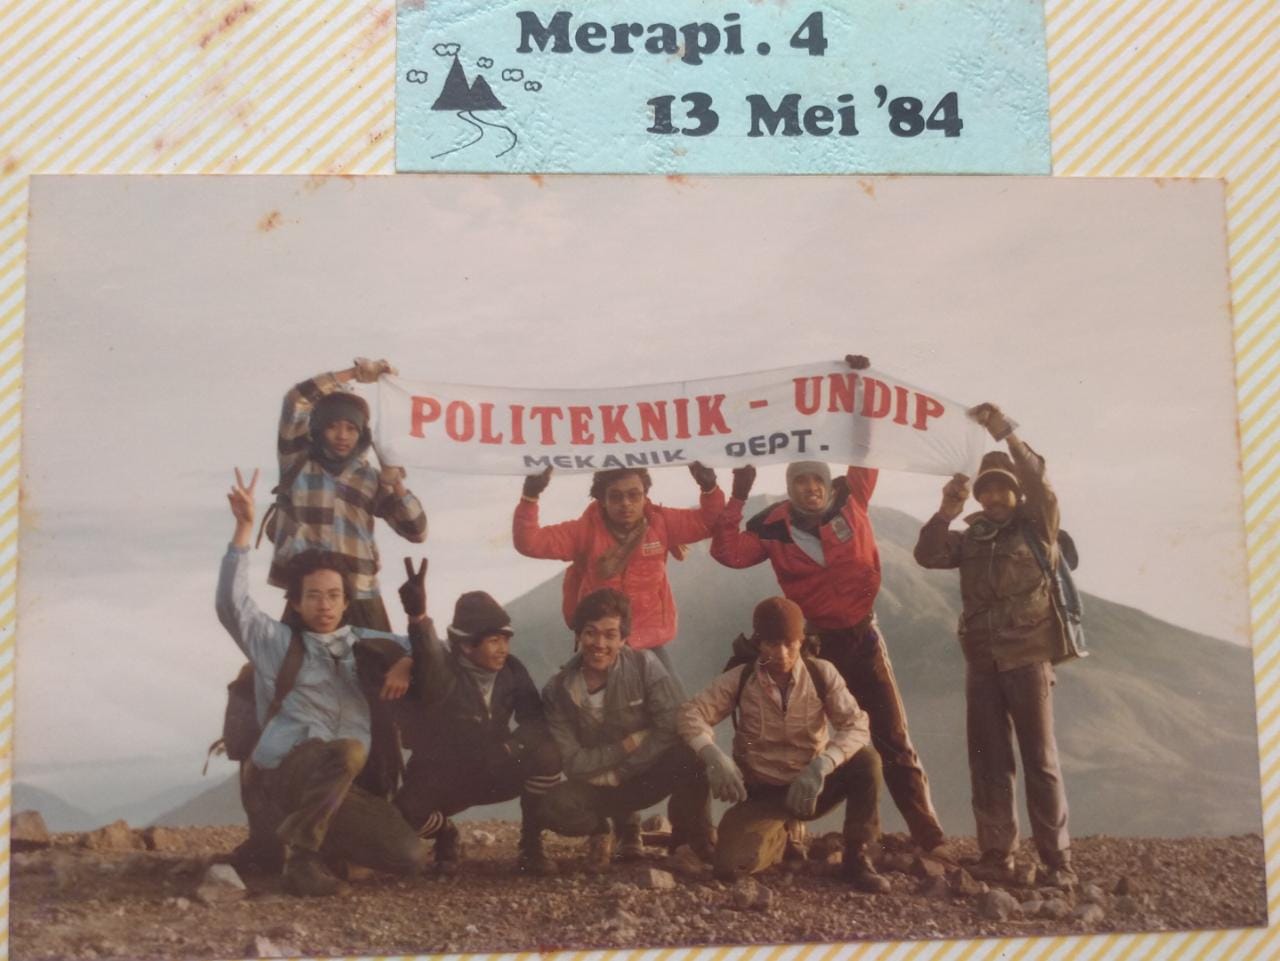 Merapi. 4
13 Mei '84
POLITEKNIK - UNDIP
MEKANIK DEPT.